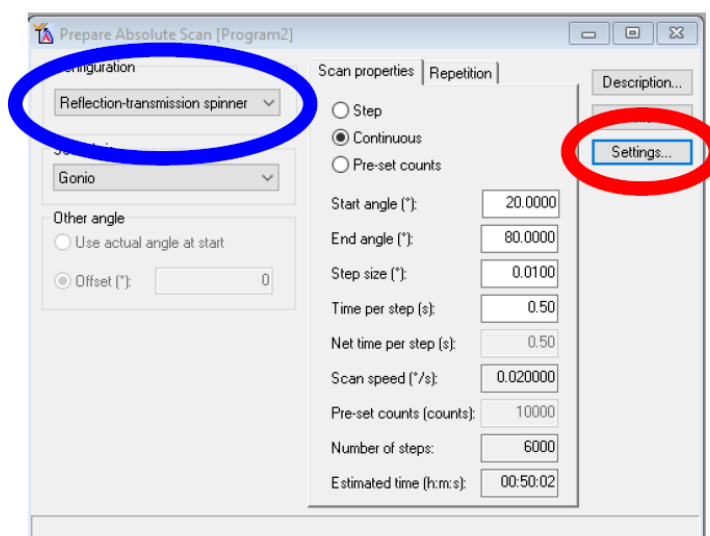 Prepare Absolute Scan [Program2]
Reflection-transmission spinner
Gonio
Other angle
Use actual angle at start
Offset (°): 0
Scan properties Repetition
Step
Continuous
Pre-set counts
Start angle (°): 20.0000
End angle (°): 80.0000
Step size (°): 0.0100
Time per step (s): 0.50
Net time per step (s): 0.50
Scan speed (°/s): 0.020000
Pre-set counts (counts): 10000
Number of steps: 6000
Estimated time (h:m:s): 00:50:02
Description...
Settings...